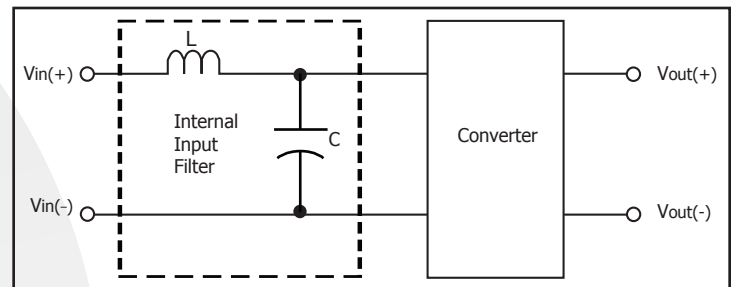 L
Vin(+)
Vout(+)
Internal
Input
Filter
C
Converter
Vin(-)
Vout(-)